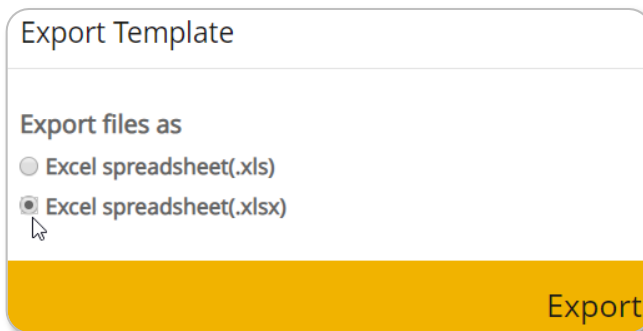 Export Template
Export files as
Excel spreadsheet(.xls)
Excel spreadsheet(.xlsx)
Export